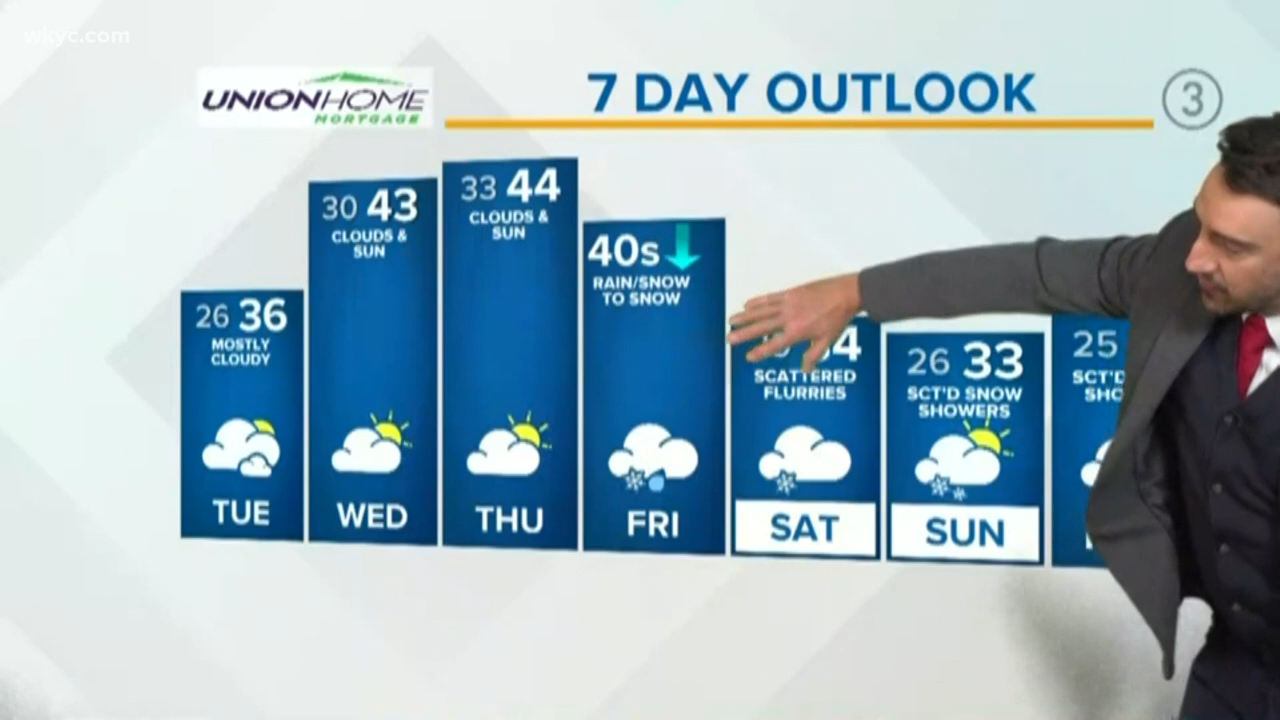 wkyc.com
UNIONHOME
MORTGAGE
7 DAY OUTLOOK
3
26 36
MOSTLY
CLOUDY
TUE
30 43
CLOUDS &
SUN
WED
33 44
CLOUDS &
SUN
THU
40s
RAIN/SNOW
TO SNOW
FRI
SCATTERED
FLURRIES
SAT
26 33
SCT'D SNOW
SHOWERS
SUN
25
SCT'D